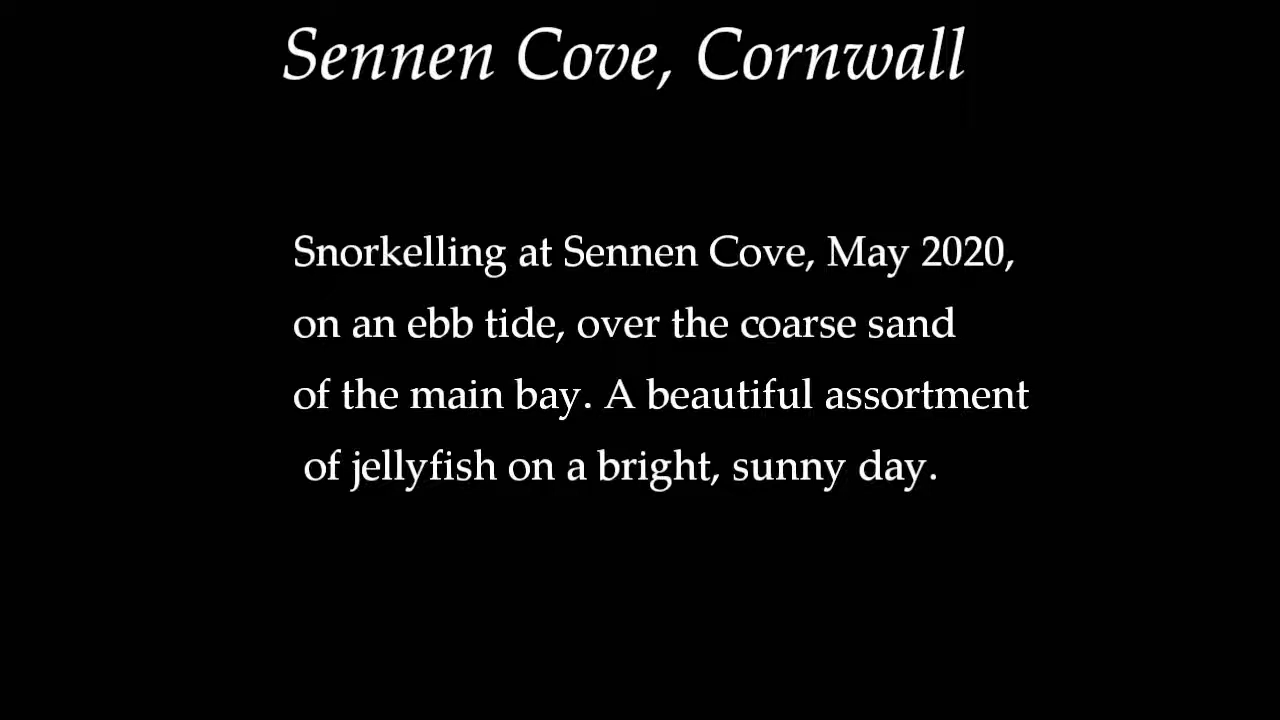 Sennen Cove, Cornwall
Snorkelling at Sennen Cove, May 2020,
on an ebb tide, over the coarse sand
of the main bay. A beautiful assortment
of jellyfish on a bright, sunny day.